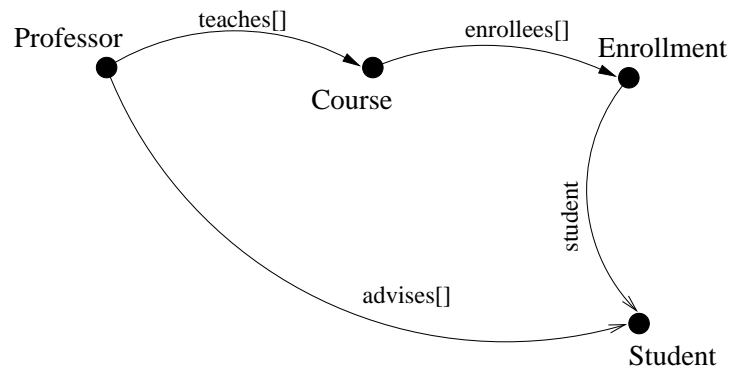 teaches[]
Professor
enrollees[]
Enrollment
Course
student
advises[]
Student